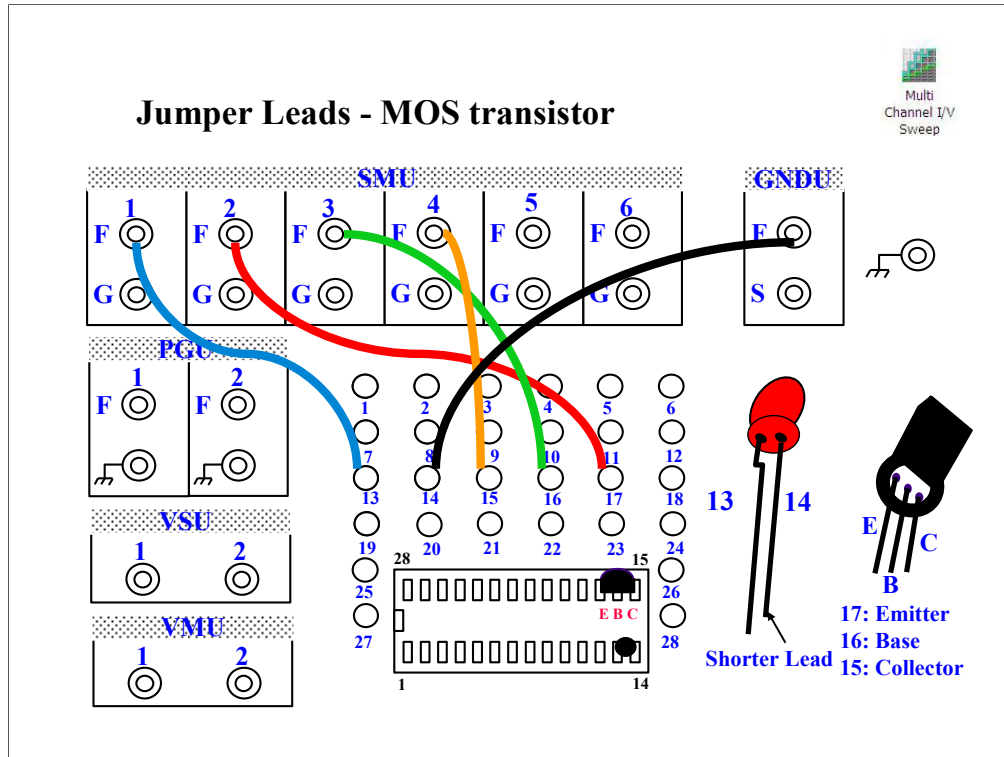 Multi
Channel I/V
Sweep
Jumper Leads - MOS transistor
SMU
GNDU
1 2 3 4 5 6
F F F F F F F
G G G G G G S
PGU
1 2
F F
1 2 3 4 5 6
7 8 9 10 11 12
13 14 15 16 17 18
19 20 21 22 23 24
VSU
1 2
28 15
25 26
E B C
27 28
1 14
VMU
1 2
13 14
Shorter Lead
E
C
B
17: Emitter
16: Base
15: Collector